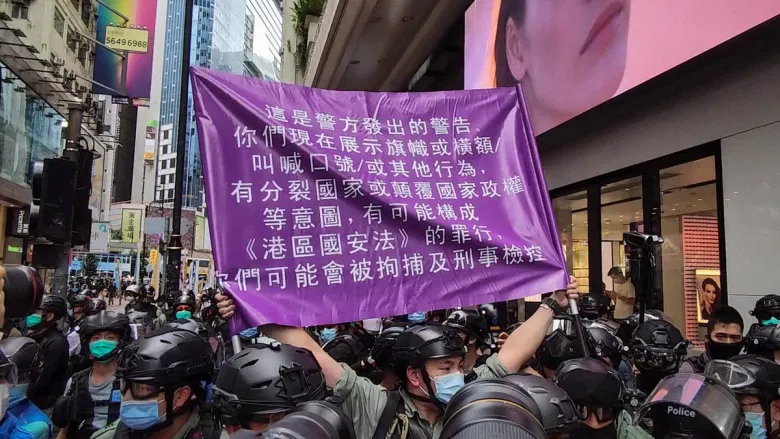 5649 6988
這是警方發出的警告。
你們現在展示旗幟或橫額/
叫喊口號/或其他行為,
有分裂國家或顛覆國家政權
等意圖,有可能構成
《港區國安法》的罪行,
你們可能會被拘捕及刑事檢控
Police